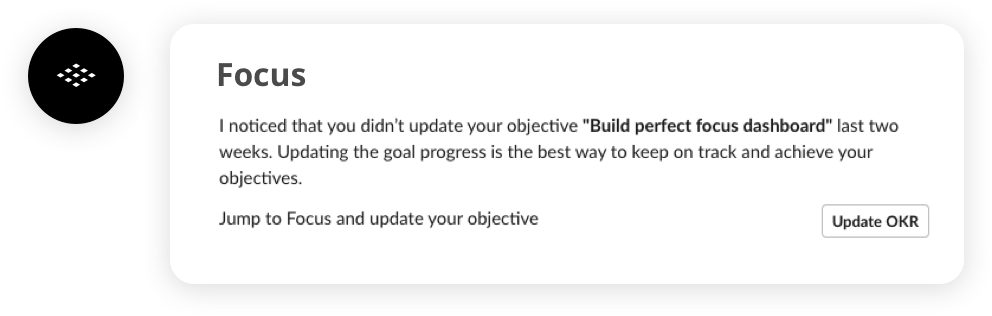 Focus
I noticed that you didn’t update your objective "Build perfect focus dashboard" last two
weeks. Updating the goal progress is the best way to keep on track and achieve your
objectives.
Jump to Focus and update your objective
Update OKR